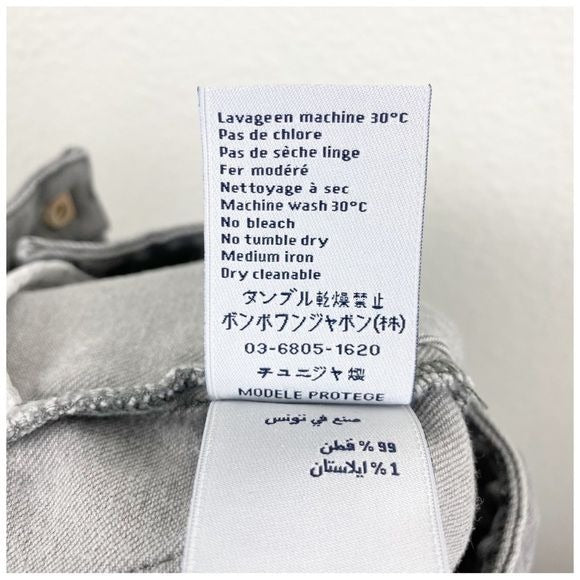 Lavageen machine 30°C
Pas de chlore
Pas de sèche linge
Fer modéré
Nettoyage à sec
Machine wash 30°C
No bleach
No tumble dry
Medium iron
Dry cleanable
タンブル乾燥禁止
ボンポワンジャポン(株)
03-6805-1620
チュニジヤ製
MODELE PROTEGE
صنع في تونس
99 % قطن
1 % ايلاستان